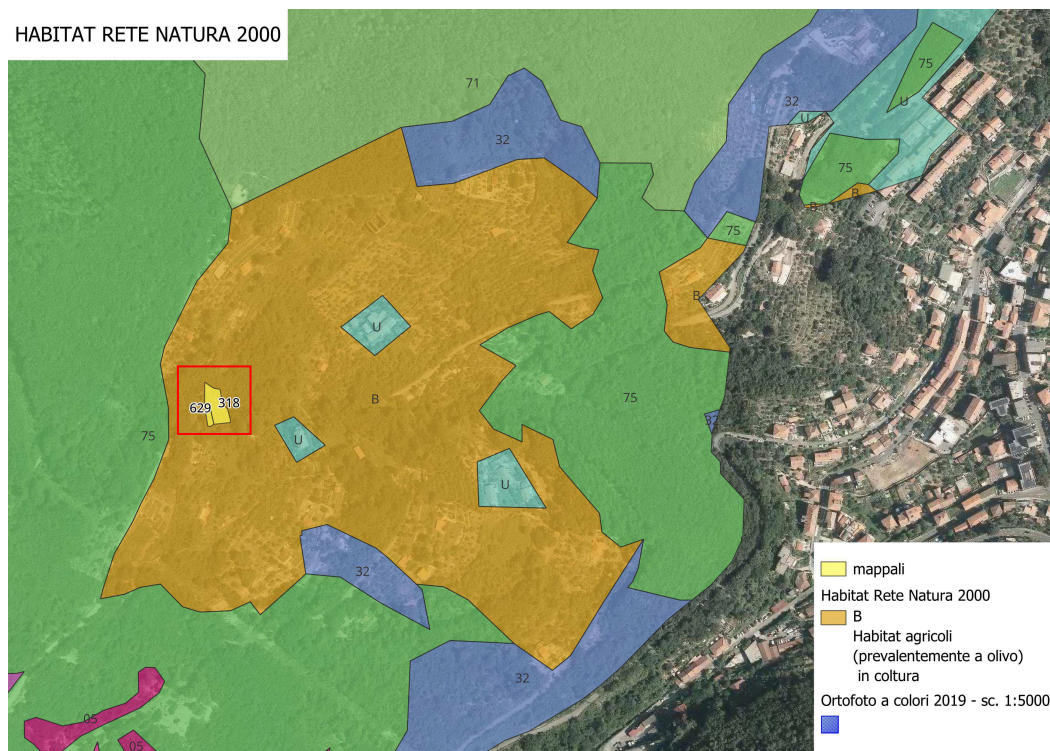 HABITAT RETE NATURA 2000
75
71
32
U
32
U
75
B
B
75
B
U
75
B
629
318
75
32
U
U
32
32
05
05
mappali
Habitat Rete Natura 2000
B
Habitat agricoli
(prevalentemente a olivo)
in coltura
Ortofoto a colori 2019 - sc. 1:5000